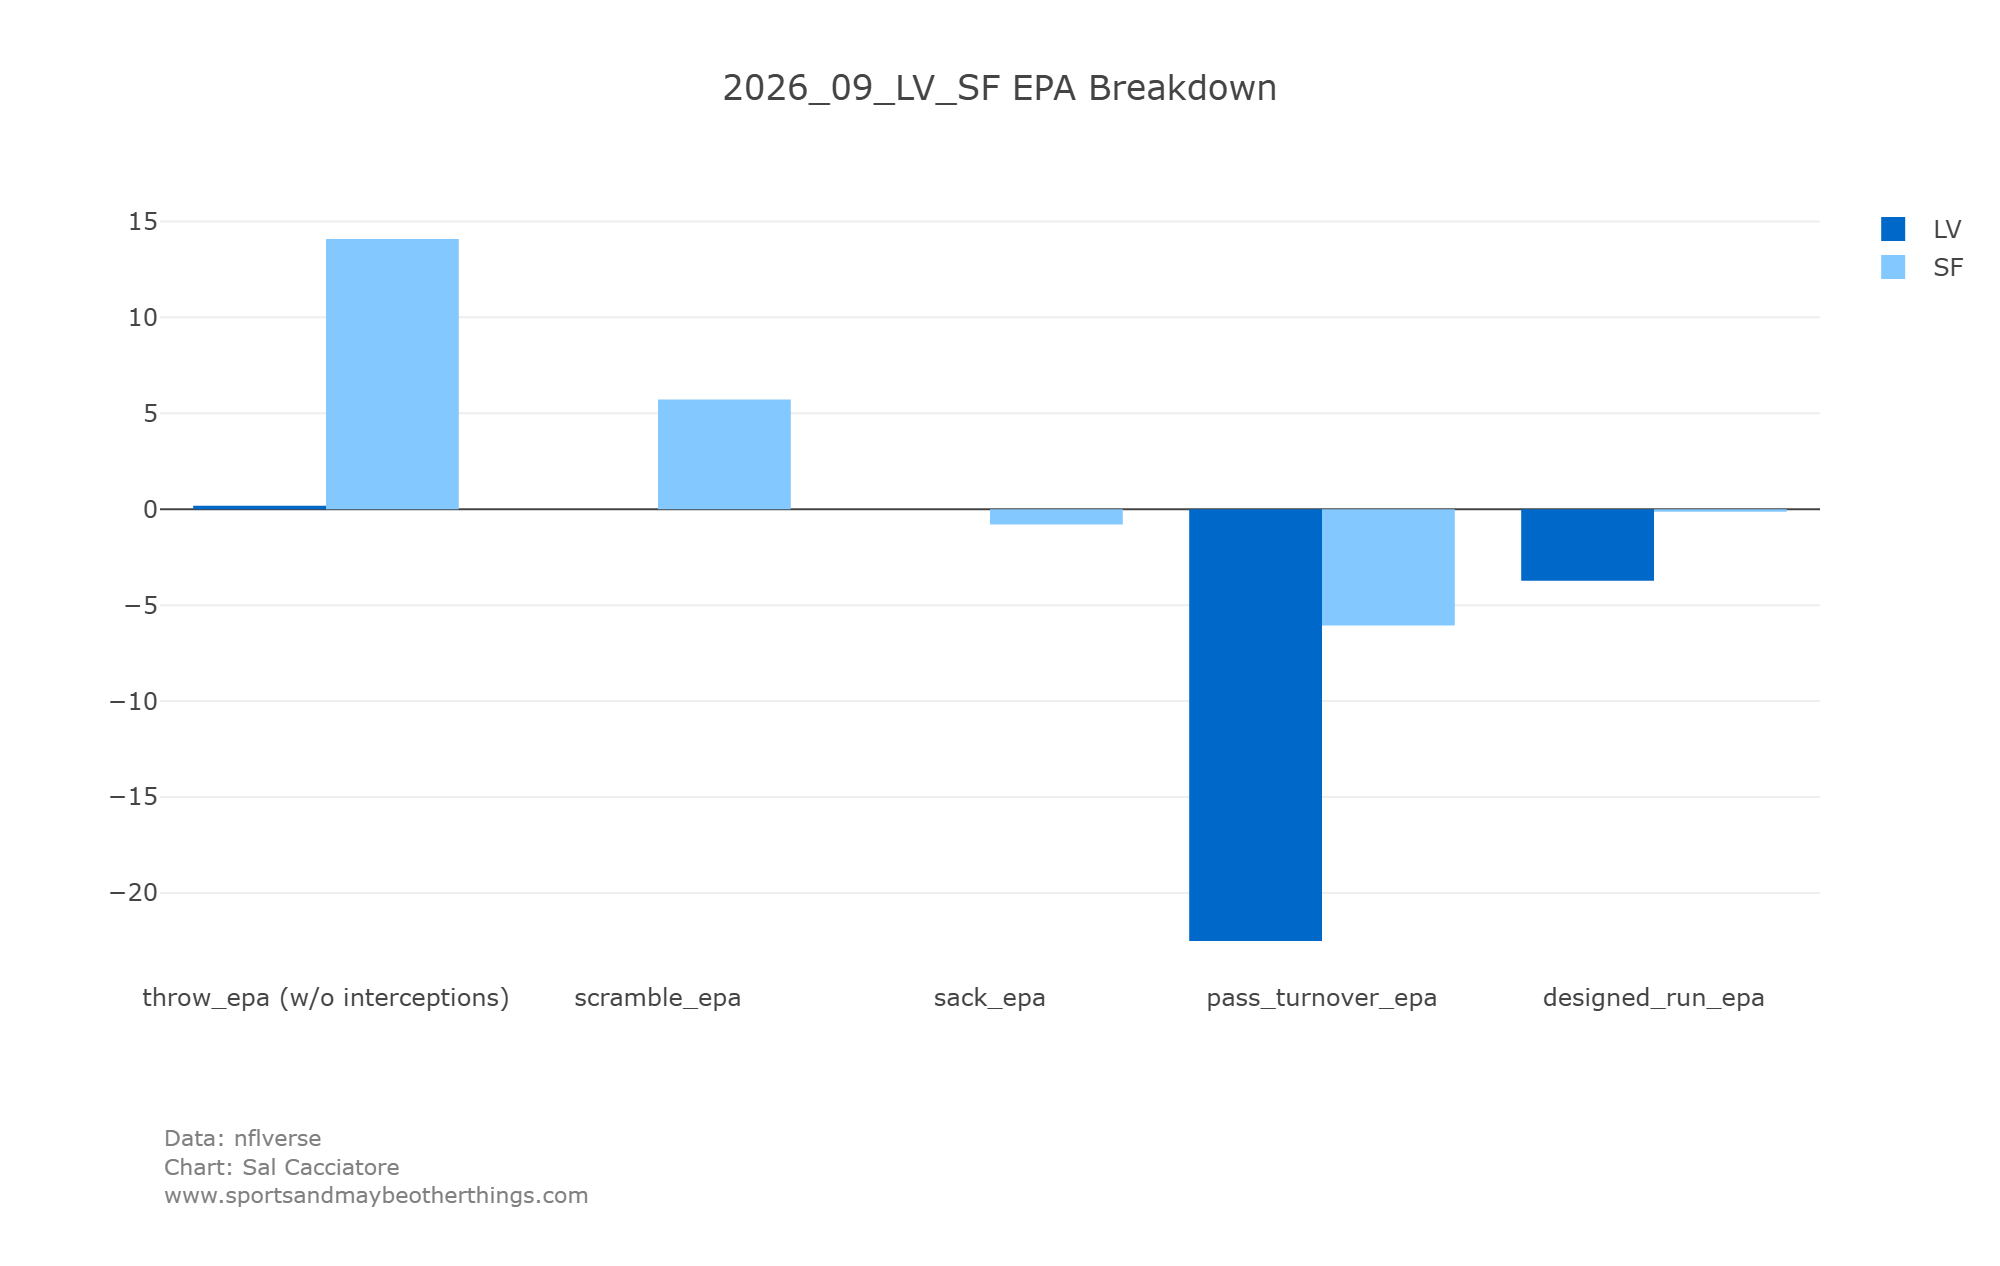 2026_09_LV_SF EPA Breakdown
LV
SF
15
10
5
0
−5
−10
−15
−20
throw_epa (w/o interceptions)
scramble_epa
sack_epa
pass_turnover_epa
designed_run_epa
Data: nflverse
Chart: Sal Cacciatore
www.sportsandmaybeotherthings.com